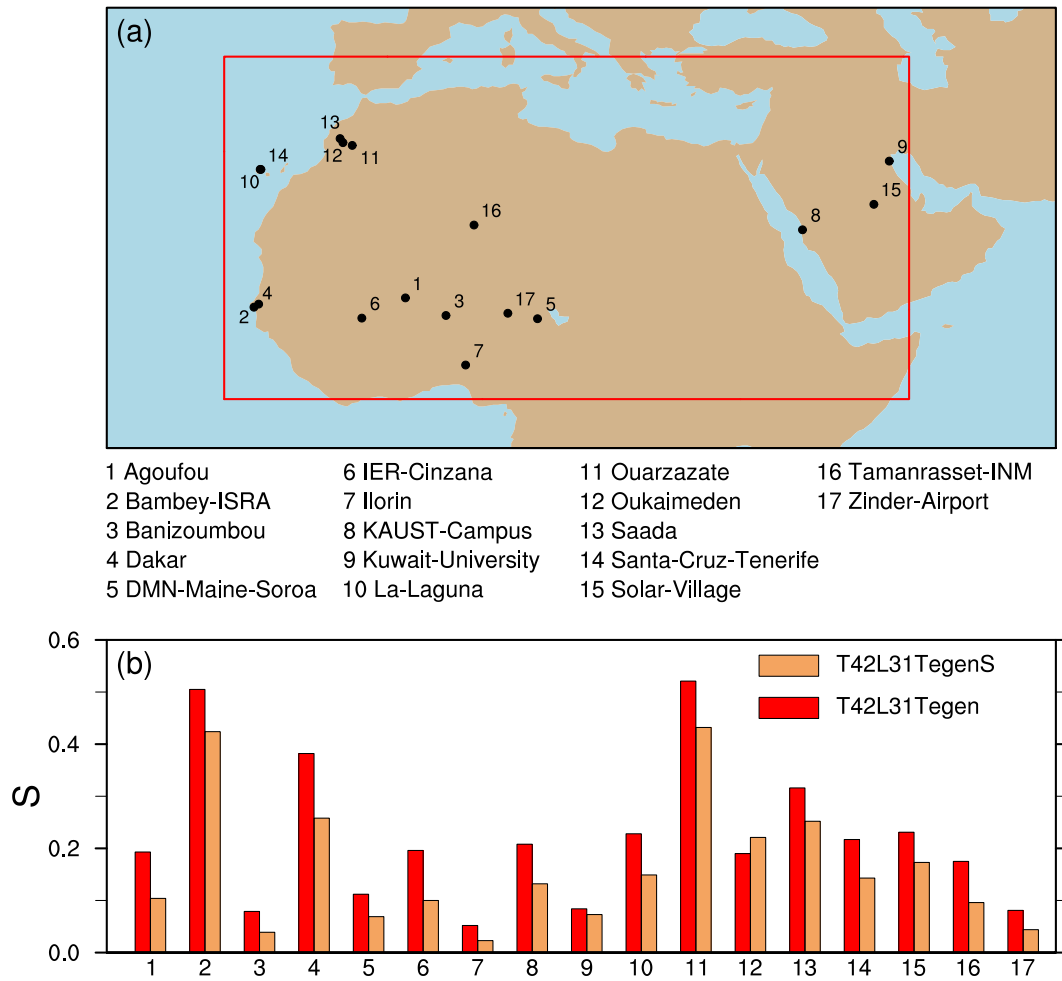 (a)
13
14
12
11
10
9
15
16
8
4
1
2
6
3
17
5
7
1 Agoufou
2 Bambey-ISRA
3 Banizoumbou
4 Dakar
5 DMN-Maine-Soroa
6 IER-Cinzana
7 Ilorin
8 KAUST-Campus
9 Kuwait-University
10 La-Laguna
11 Ouarzazate
12 Oukaimeden
13 Saada
14 Santa-Cruz-Tenerife
15 Solar-Village
16 Tamanrasset-INM
17 Zinder-Airport
(b)
T42L31TegenS
T42L31Tegen
S
0.6
0.4
0.2
0.0
1 2 3 4 5 6 7 8 9 10 11 12 13 14 15 16 17